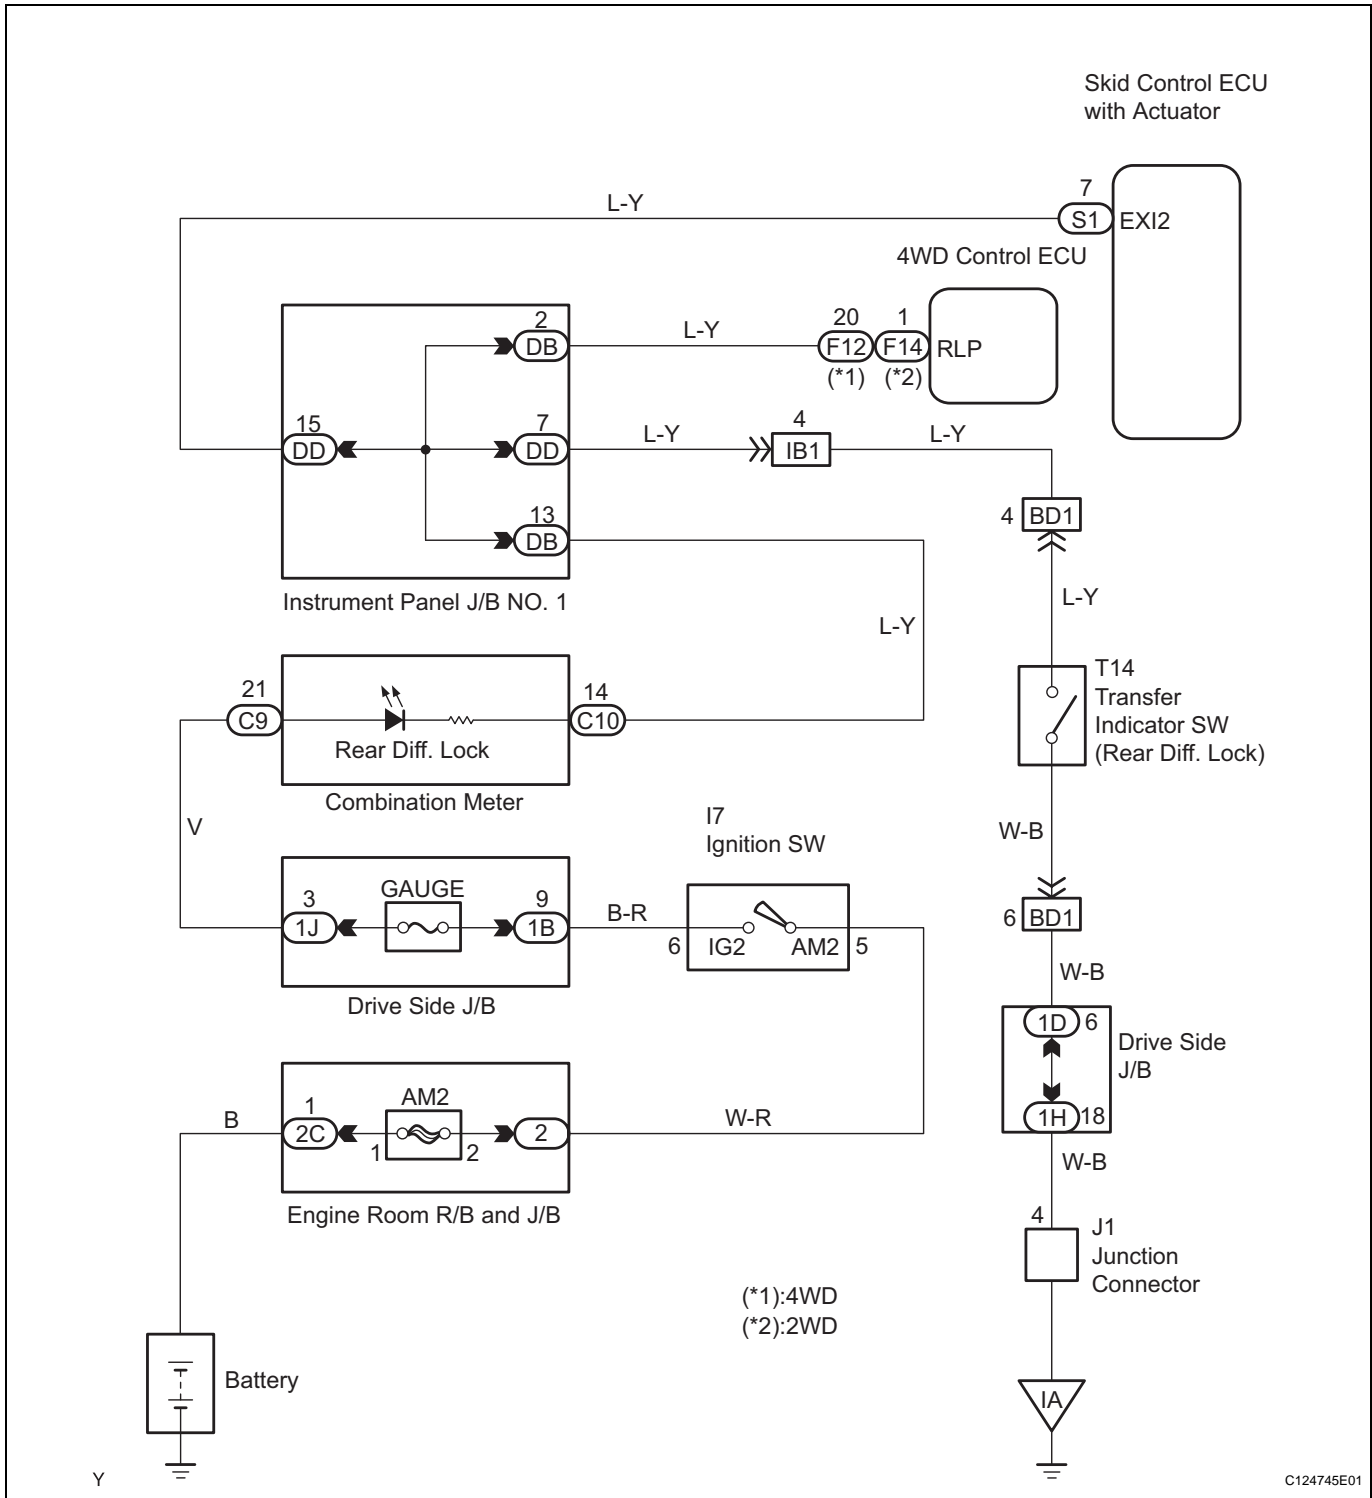 Skid Control ECU
with Actuator
7
L-Y
S1
EXI2
4WD Control ECU
2
DB
L-Y
20
1
F12
F14
RLP
(*1)
(*2)
15
DD
7
DD
L-Y
4
IB1
L-Y
13
DB
4
BD1
Instrument Panel J/B NO. 1
L-Y
L-Y
21
C9
14
C10
Rear Diff. Lock
Combination Meter
T14
Transfer
Indicator SW
(Rear Diff. Lock)
V
I7
Ignition SW
W-B
3
1J
GAUGE
9
1B
B-R
6
IG2
AM2
5
6
BD1
Drive Side J/B
W-B
1D
6
Drive Side
J/B
1H
18
B
1
2C
AM2
1
2
2
W-R
W-B
Engine Room R/B and J/B
4
J1
Junction
Connector
(*1):4WD
(*2):2WD
Battery
IA
Y
C124745E01